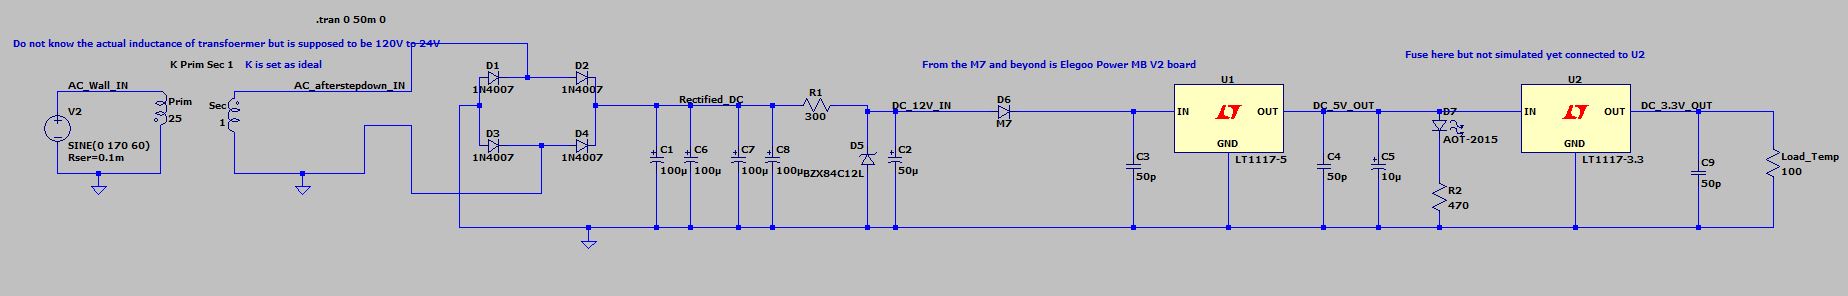 .tran 0 50m 0
Do not know the actual inductance of transfoermer but is supposed to be 120V to 24V
K Prim Sec 1
K is set as ideal
AC_Wall_IN
V2
SINE(0 170 60)
Rser=0.1m
Prim
25
Sec
1
AC_afterstepdown_IN
D1
1N4007
D2
1N4007
D3
1N4007
D4
1N4007
C1
100µ
C6
100µ
Rectified_DC
C7
100µ
C8
100µ
R1
300
D5
BZX84C12L
DC_12V_IN
C2
50µ
From the M7 and beyond is Elegoo Power MB V2 board
D6
M7
C3
50p
U1
IN
OUT
GND
LT1117-5
DC_5V_OUT
C4
50p
C5
10µ
Fuse here but not simulated yet connected to U2
D7
AOT-2015
R2
470
U2
IN
OUT
GND
LT1117-3.3
DC_3.3V_OUT
C9
50p
Load_Temp
100